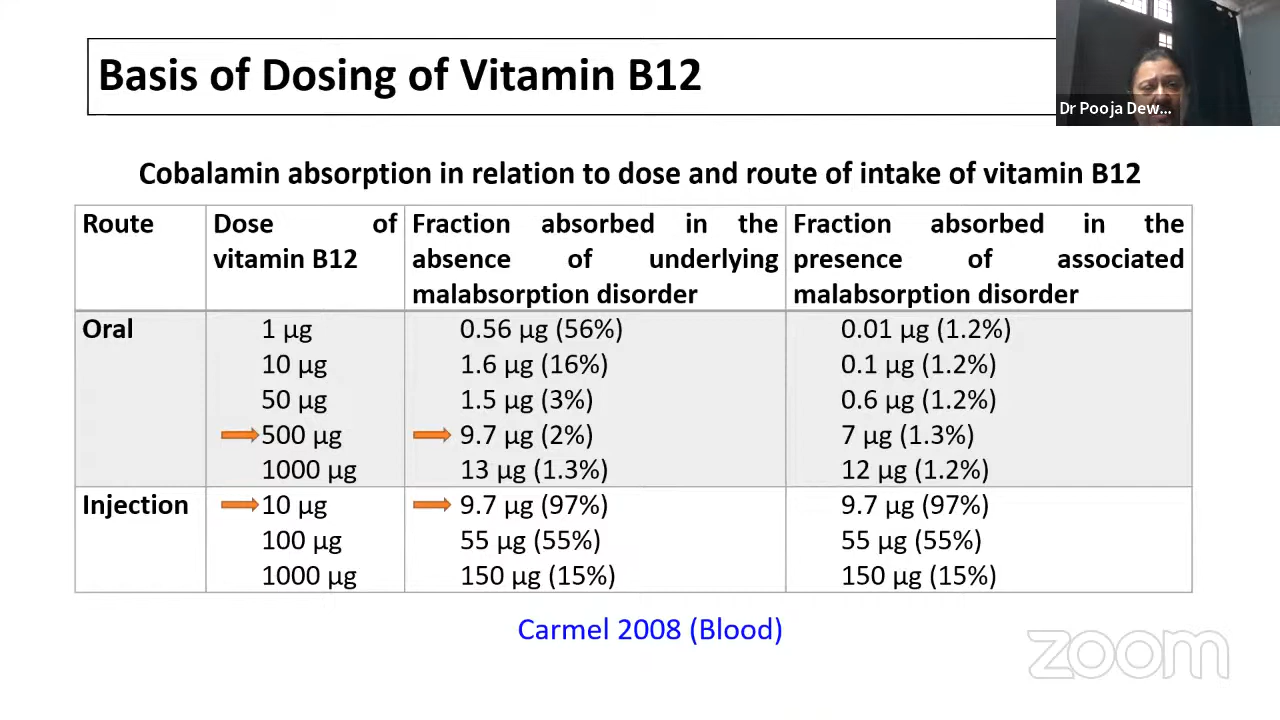 Basis of Dosing of Vitamin B12
Dr Pooja Dew...
Cobalamin absorption in relation to dose and route of intake of vitamin B12
Route
Dose of
vitamin B12
Fraction absorbed in the
absence of underlying
malabsorption disorder
Fraction absorbed in the
presence of associated
malabsorption disorder
Oral 1 µg 0.56 µg (56%) 0.01 µg (1.2%)
10 µg 1.6 µg (16%) 0.1 µg (1.2%)
50 µg 1.5 µg (3%) 0.6 µg (1.2%)
500 µg 9.7 µg (2%) 7 µg (1.3%)
1000 µg 13 µg (1.3%) 12 µg (1.2%)
Injection 10 µg 9.7 µg (97%) 9.7 µg (97%)
100 µg 55 µg (55%) 55 µg (55%)
1000 µg 150 µg (15%) 150 µg (15%)
Carmel 2008 (Blood)
zoom